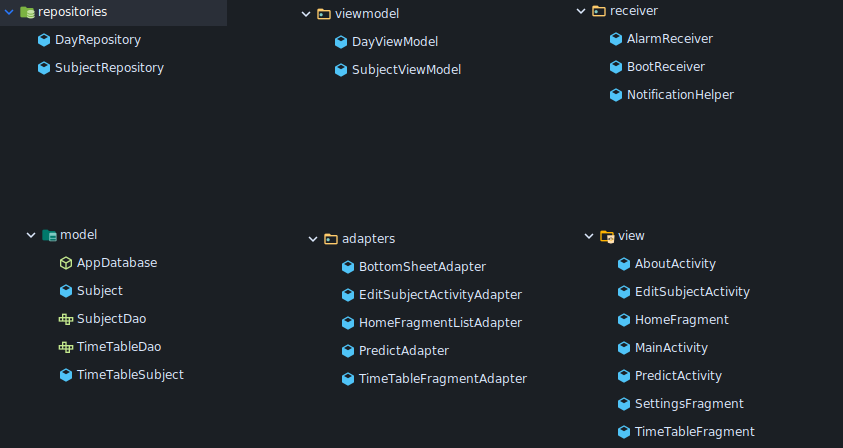 repositories
DayRepository
SubjectRepository
viewmodel
DayViewModel
SubjectViewModel
receiver
AlarmReceiver
BootReceiver
NotificationHelper
model
AppDatabase
Subject
SubjectDao
TimeTableDao
TimeTableSubject
adapters
BottomSheetAdapter
EditSubjectActivityAdapter
HomeFragmentListAdapter
PredictAdapter
TimeTableFragmentAdapter
view
AboutActivity
EditSubjectActivity
HomeFragment
MainActivity
PredictActivity
SettingsFragment
TimeTableFragment